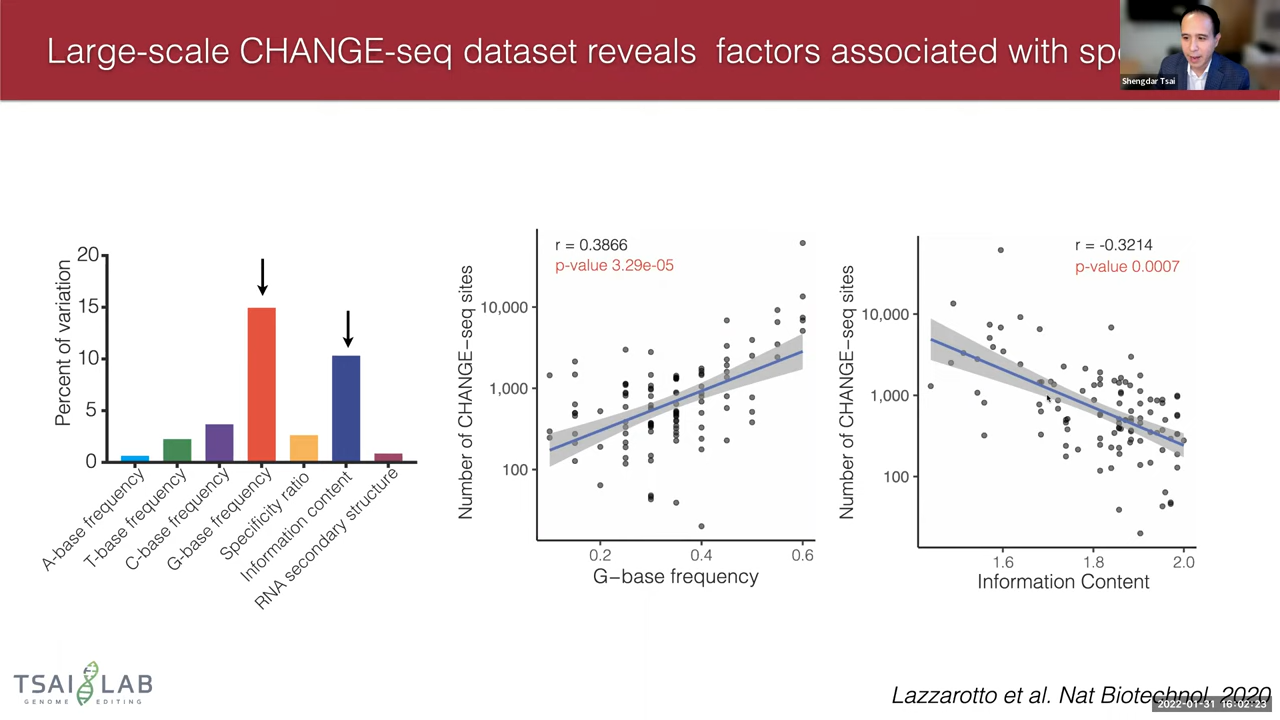 Large-scale CHANGE-seq dataset reveals factors associated with spe
Shengdar Tsai
Percent of variation
20
15
10
5
0
A-base frequency
T-base frequency
C-base frequency
G-base frequency
Specificity ratio
Information content
RNA secondary structure
Number of CHANGE−seq sites
r = 0.3866
p-value 3.29e-05
10,000
1,000
100
0.2
0.4
0.6
G−base frequency
Number of CHANGE−seq sites
r = -0.3214
p-value 0.0007
10,000
1,000
100
1.6
1.8
2.0
Information Content
TSAI LAB
GENOME EDITING
Lazzarotto et al. Nat Biotechnol, 2020
2022-01-31 16:02:23